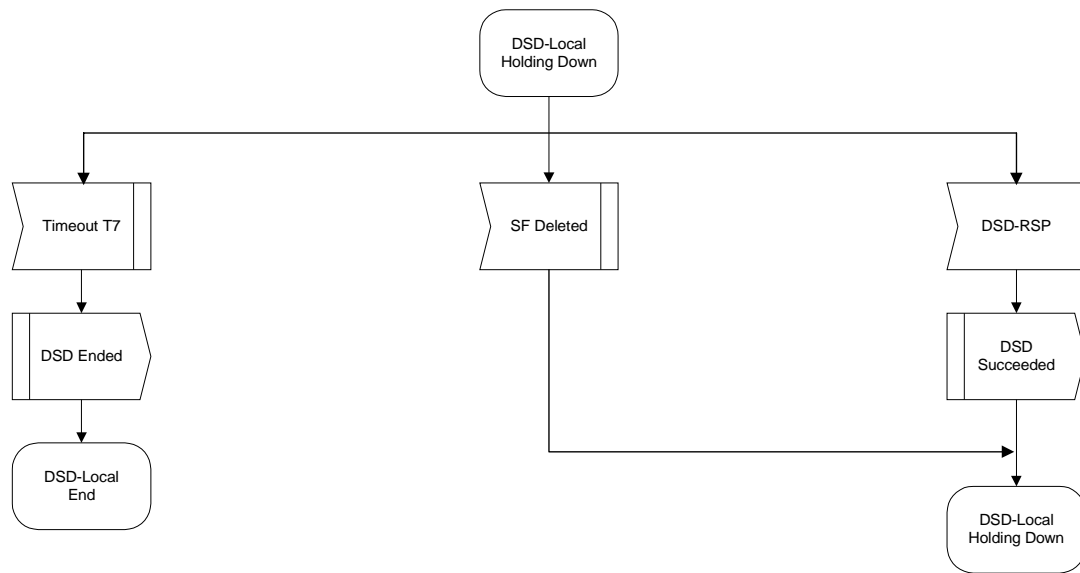 DSD-Local
Holding Down
Timeout T7
SF Deleted
DSD-RSP
DSD Ended
DSD
Succeeded
DSD-Local
End
DSD-Local
Holding Down